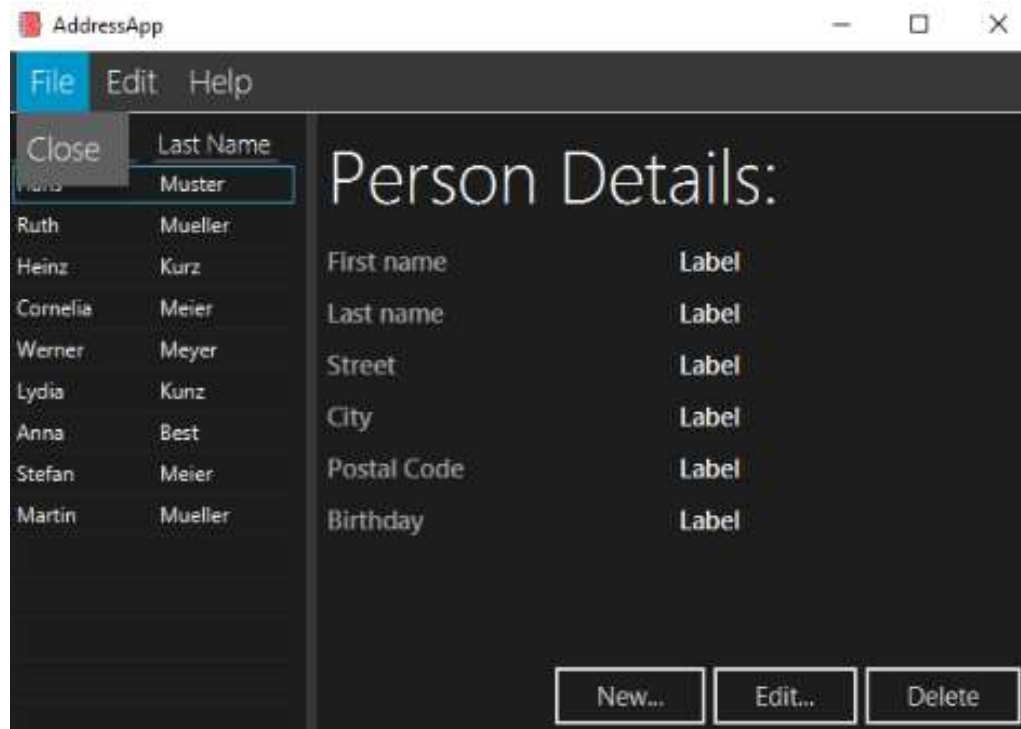 AddressApp
File Edit Help
Close Last Name
Muster
Ruth Mueller
Heinz Kurz
Cornelia Meier
Werner Meyer
Lydia Kunz
Anna Best
Stefan Meier
Martin Mueller
Person Details:
First name Label
Last name Label
Street Label
City Label
Postal Code Label
Birthday Label
New... Edit... Delete